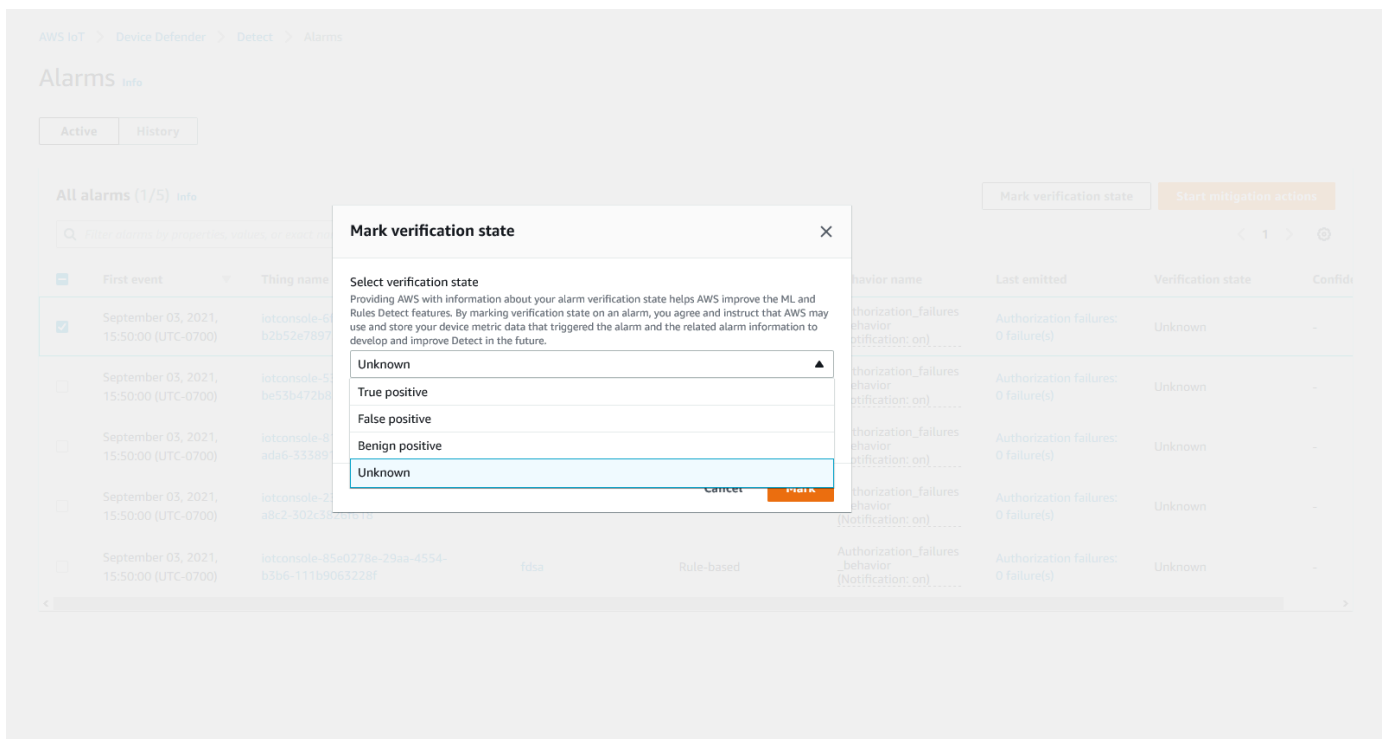 AWS IoT > Device Defender > Detect > Alarms
Alarms Info
Active History
All alarms (1/5) Info
Mark verification state Start mitigation actions
1
Mark verification state
Select verification state
Providing AWS with information about your alarm verification state helps AWS improve the ML and
Rules Detect features. By marking verification state on an alarm, you agree and instruct that AWS may
use and store your device metric data that triggered the alarm and the related alarm information to
develop and improve Detect in the future.
Unknown
True positive
False positive
Benign positive
Unknown
Cancel Mark
First event Thing name name Last emitted Verification state
September 03, 2021,
15:50:00 (UTC-0700)
Authorization failures:
0 failure(s)
Unknown
-
September 03, 2021,
15:50:00 (UTC-0700)
Authorization failures:
0 failure(s)
Unknown
-
September 03, 2021,
15:50:00 (UTC-0700)
Authorization failures:
0 failure(s)
Unknown
-
September 03, 2021,
15:50:00 (UTC-0700)
(Notification: on)
Authorization failures:
0 failure(s)
Unknown
-
September 03, 2021,
15:50:00 (UTC-0700)
iotconsole-85e0278e-29aa-4554-
b3b6-111b9063228f
fdsa
Rule-based
Authorization_failures
_behavior
(Notification: on)
Authorization failures:
0 failure(s)
Unknown
-